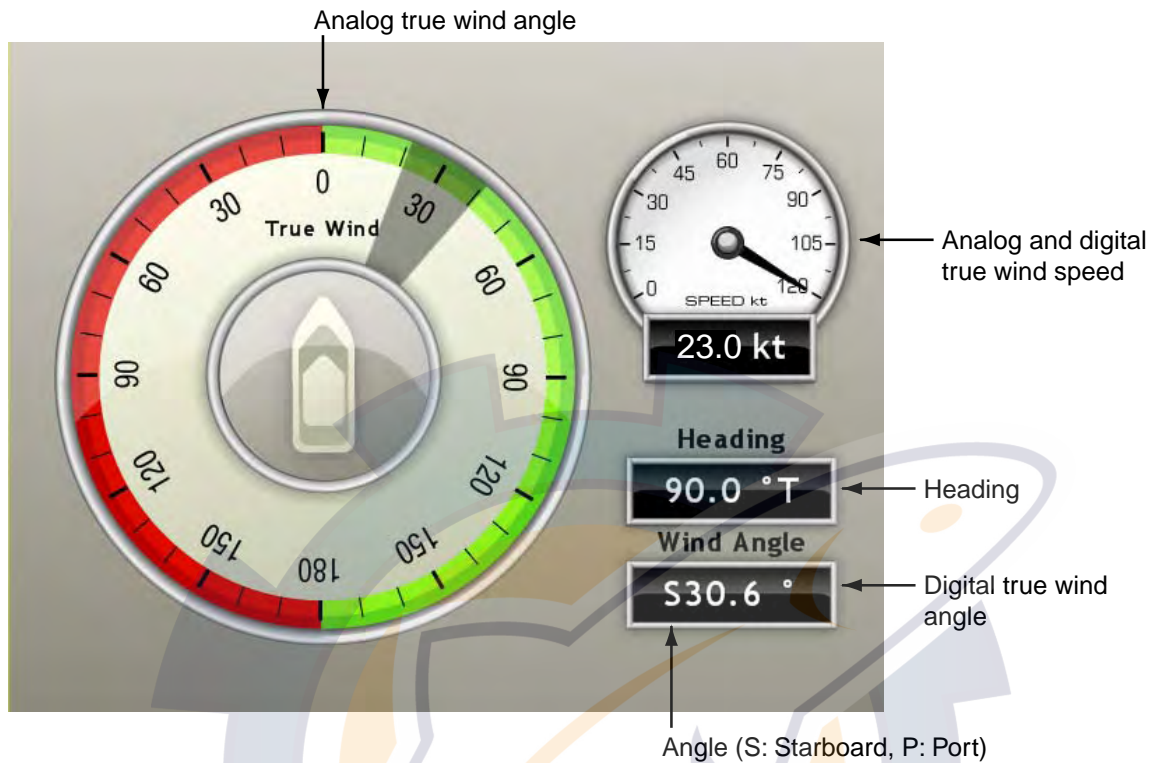 Analog true wind angle
0
30
30
60
60
90
90
120
120
150
150
180
True Wind
60
45
75
30
90
15
105
0
120
SPEED kt
23.0 kt
Analog and digital
true wind speed
Heading
90.0 °T
Heading
Wind Angle
S30.6 °
Digital true wind
angle
Angle (S: Starboard, P: Port)